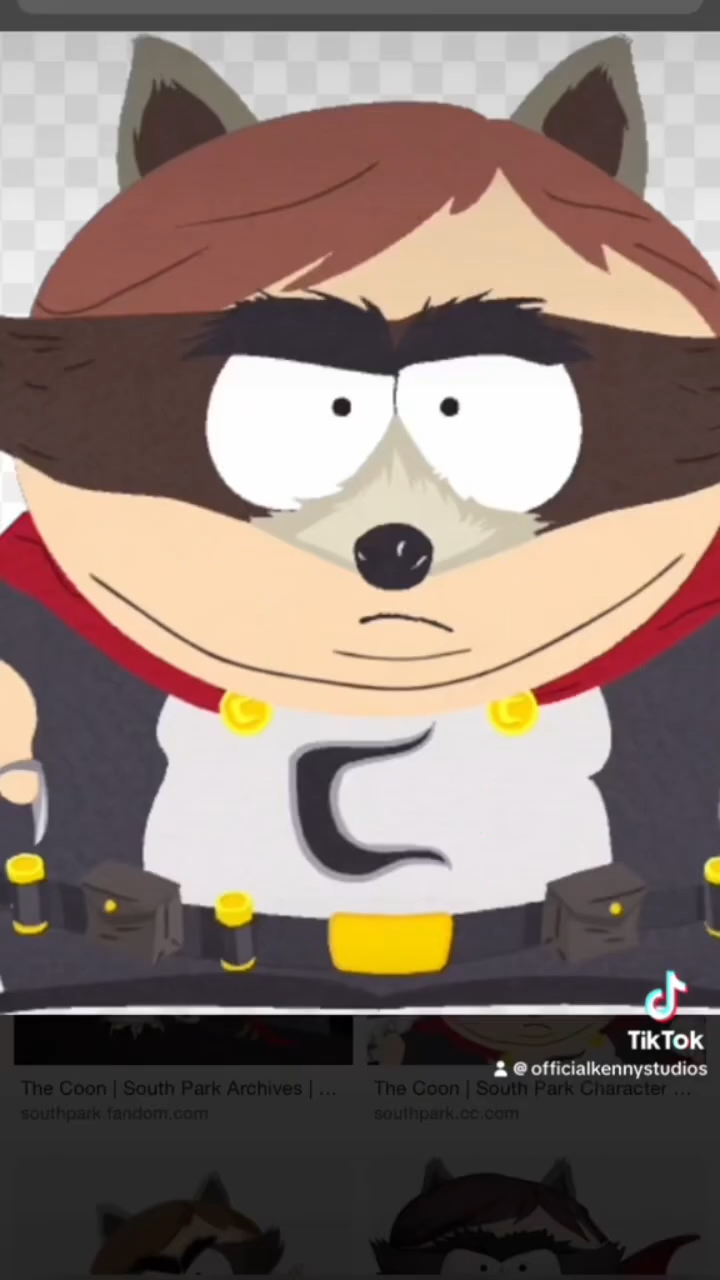 TikTok
@officialkennystudios
The Coon | South Park Archives | ...
The Coon | South Park Character ...
southpark.fandom.com
southpark.cc.com